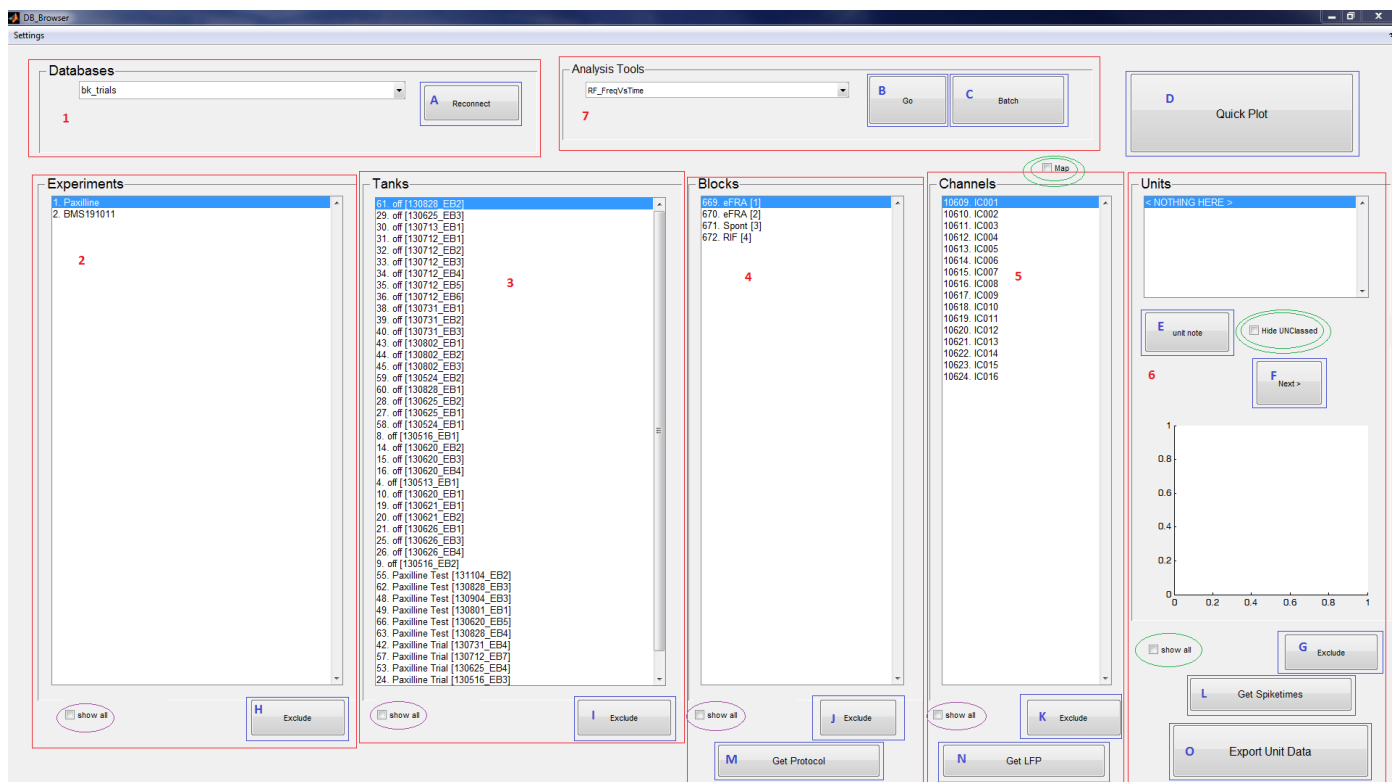 DB_Browser
Settings
Databases
bk_trials
A Reconnect
1
Analysis Tools
RF_FreqVsTime
B Go
C Batch
7
D
Quick Plot
Map
Experiments
1. Paxilline
2. BMS191011
2
show all
H Exclude
Tanks
61. off [130828_EB2]
29. off [130625_EB3]
30. off [130713_EB1]
31. off [130712_EB1]
32. off [130712_EB2]
33. off [130712_EB3]
34. off [130712_EB4]
35. off [130712_EB5]
36. off [130712_EB6]
38. off [130731_EB1]
39. off [130731_EB2]
40. off [130731_EB3]
43. off [130802_EB1]
44. off [130802_EB2]
45. off [130802_EB3]
59. off [130524_EB2]
60. off [130828_EB1]
28. off [130625_EB2]
27. off [130625_EB1]
58. off [130524_EB1]
8. off [130516_EB1]
14. off [130620_EB2]
15. off [130620_EB3]
16. off [130620_EB4]
4. off [130513_EB1]
10. off [130620_EB1]
19. off [130621_EB1]
20. off [130621_EB2]
21. off [130626_EB1]
25. off [130626_EB3]
26. off [130626_EB4]
9. off [130516_EB2]
55. Paxilline Test [131104_EB2]
62. Paxilline Test [130828_EB3]
48. Paxilline Test [130904_EB3]
49. Paxilline Test [130801_EB1]
66. Paxilline Test [130620_EB5]
63. Paxilline Test [130828_EB4]
42. Paxilline Trial [130731_EB4]
57. Paxilline Trial [130712_EB7]
53. Paxilline Trial [130625_EB4]
24. Paxilline Trial [130516_EB3]
3
show all
I Exclude
Blocks
669. eFRA [1]
670. eFRA [2]
671. Spont [3]
672. RIF [4]
4
show all
J Exclude
M Get Protocol
Channels
10609. IC001
10610. IC002
10611. IC003
10612. IC004
10613. IC005
10614. IC006
10615. IC007
10616. IC008
10617. IC009
10618. IC010
10619. IC011
10620. IC012
10621. IC013
10622. IC014
10623. IC015
10624. IC016
5
show all
K Exclude
N Get LFP
Units
< NOTHING HERE >
E unit note
Hide UNClassed
6
F Next >
1
0.8
0.6
0.4
0.2
0
0 0.2 0.4 0.6 0.8 1
show all
G Exclude
L Get Spiketimes
O Export Unit Data